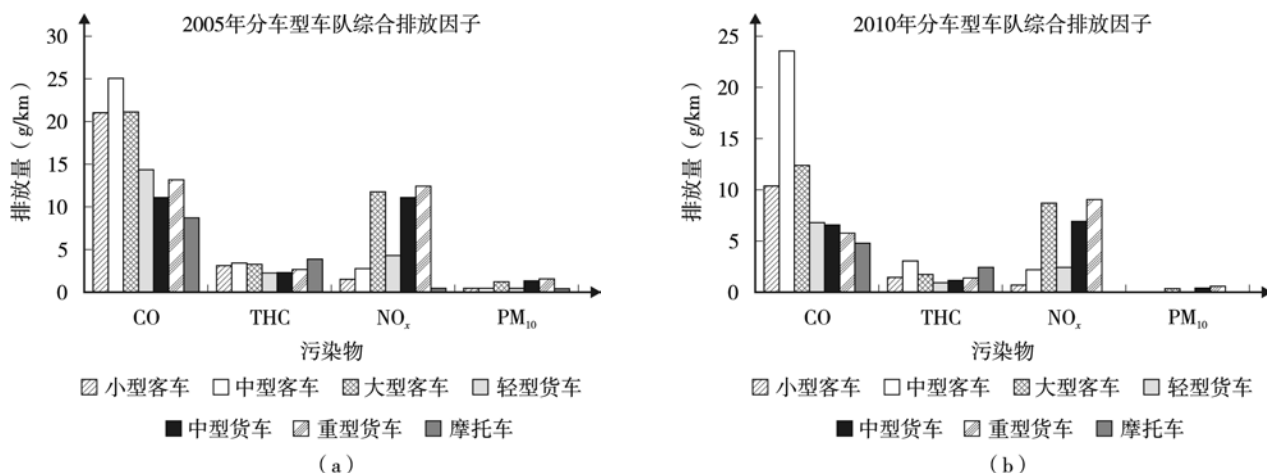 2005年分车型车队综合排放因子
排放量（g/km）
30
25
20
15
10
5
0
CO THC NOx PM10
污染物
小型客车 中型客车 大型客车 轻型货车
中型货车 重型货车 摩托车
（a）
2010年分车型车队综合排放因子
排放量（g/km）
25
20
15
10
5
0
CO THC NOx PM10
污染物
小型客车 中型客车 大型客车 轻型货车
中型货车 重型货车 摩托车
（b）